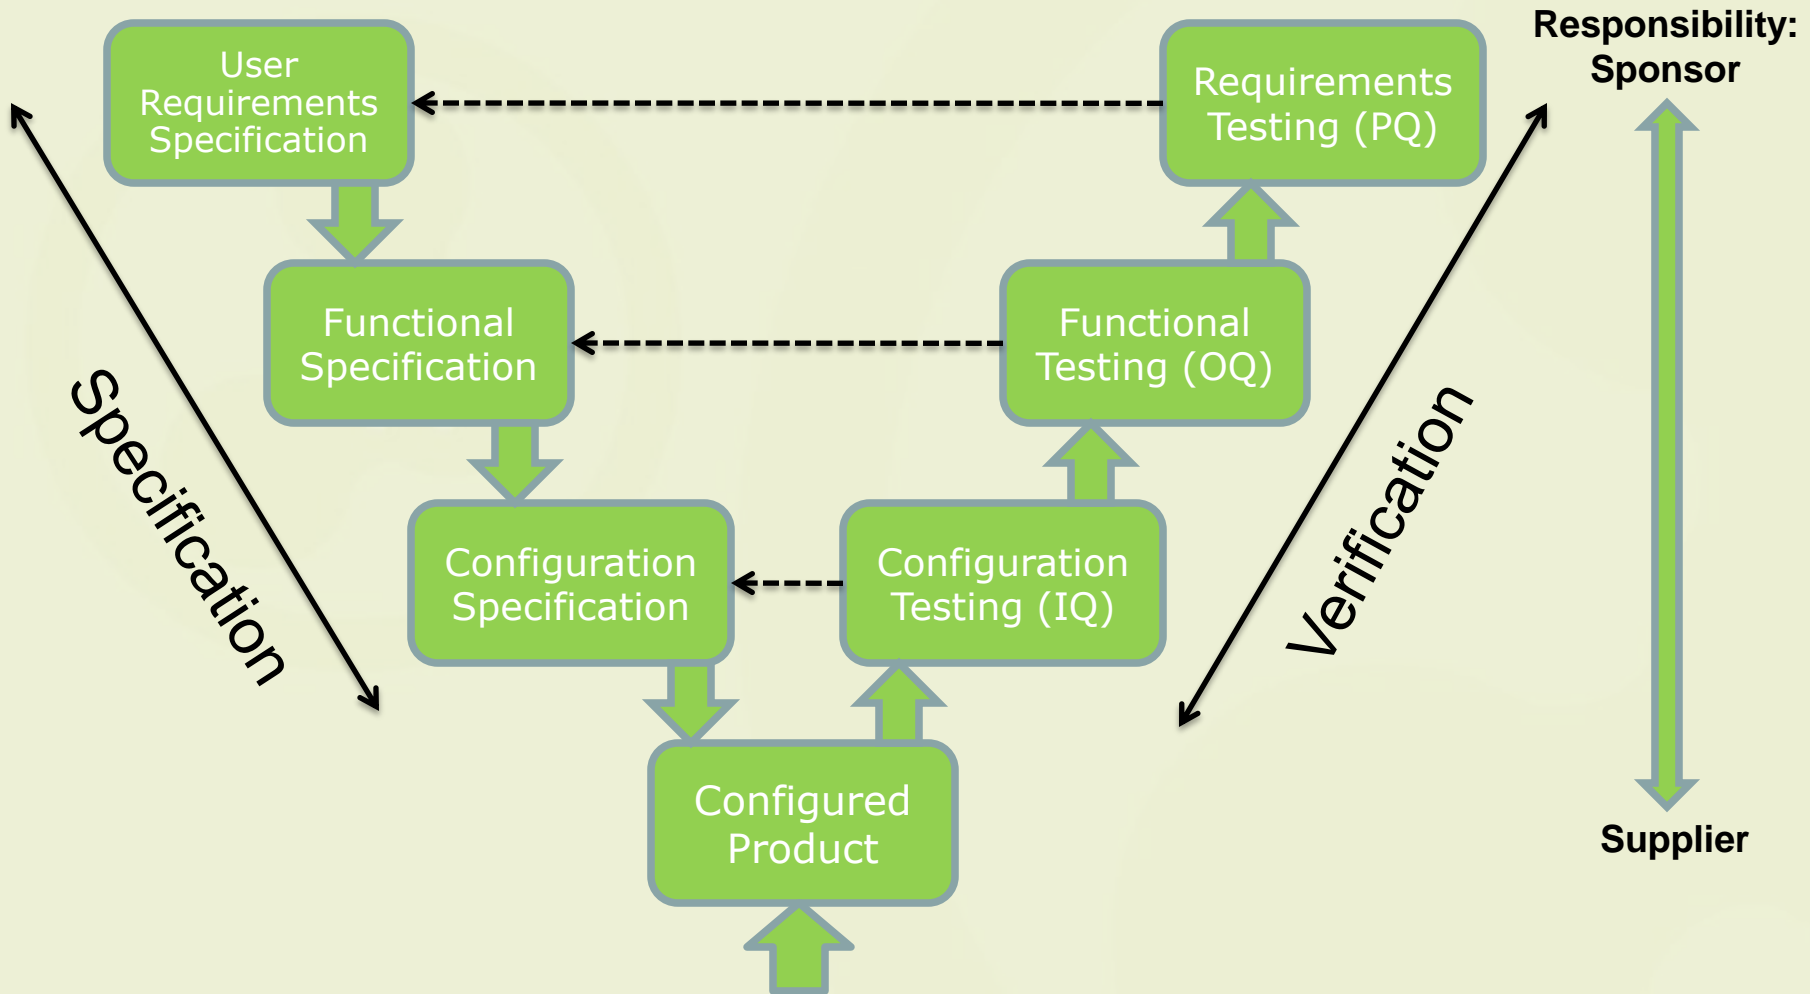 User
Requirements
Specification
Requirements
Testing (PQ)
Responsibility:
Sponsor
Functional
Specification
Functional
Testing (OQ)
Specification
Verification
Configuration
Specification
Configuration
Testing (IQ)
Configured
Product
Supplier